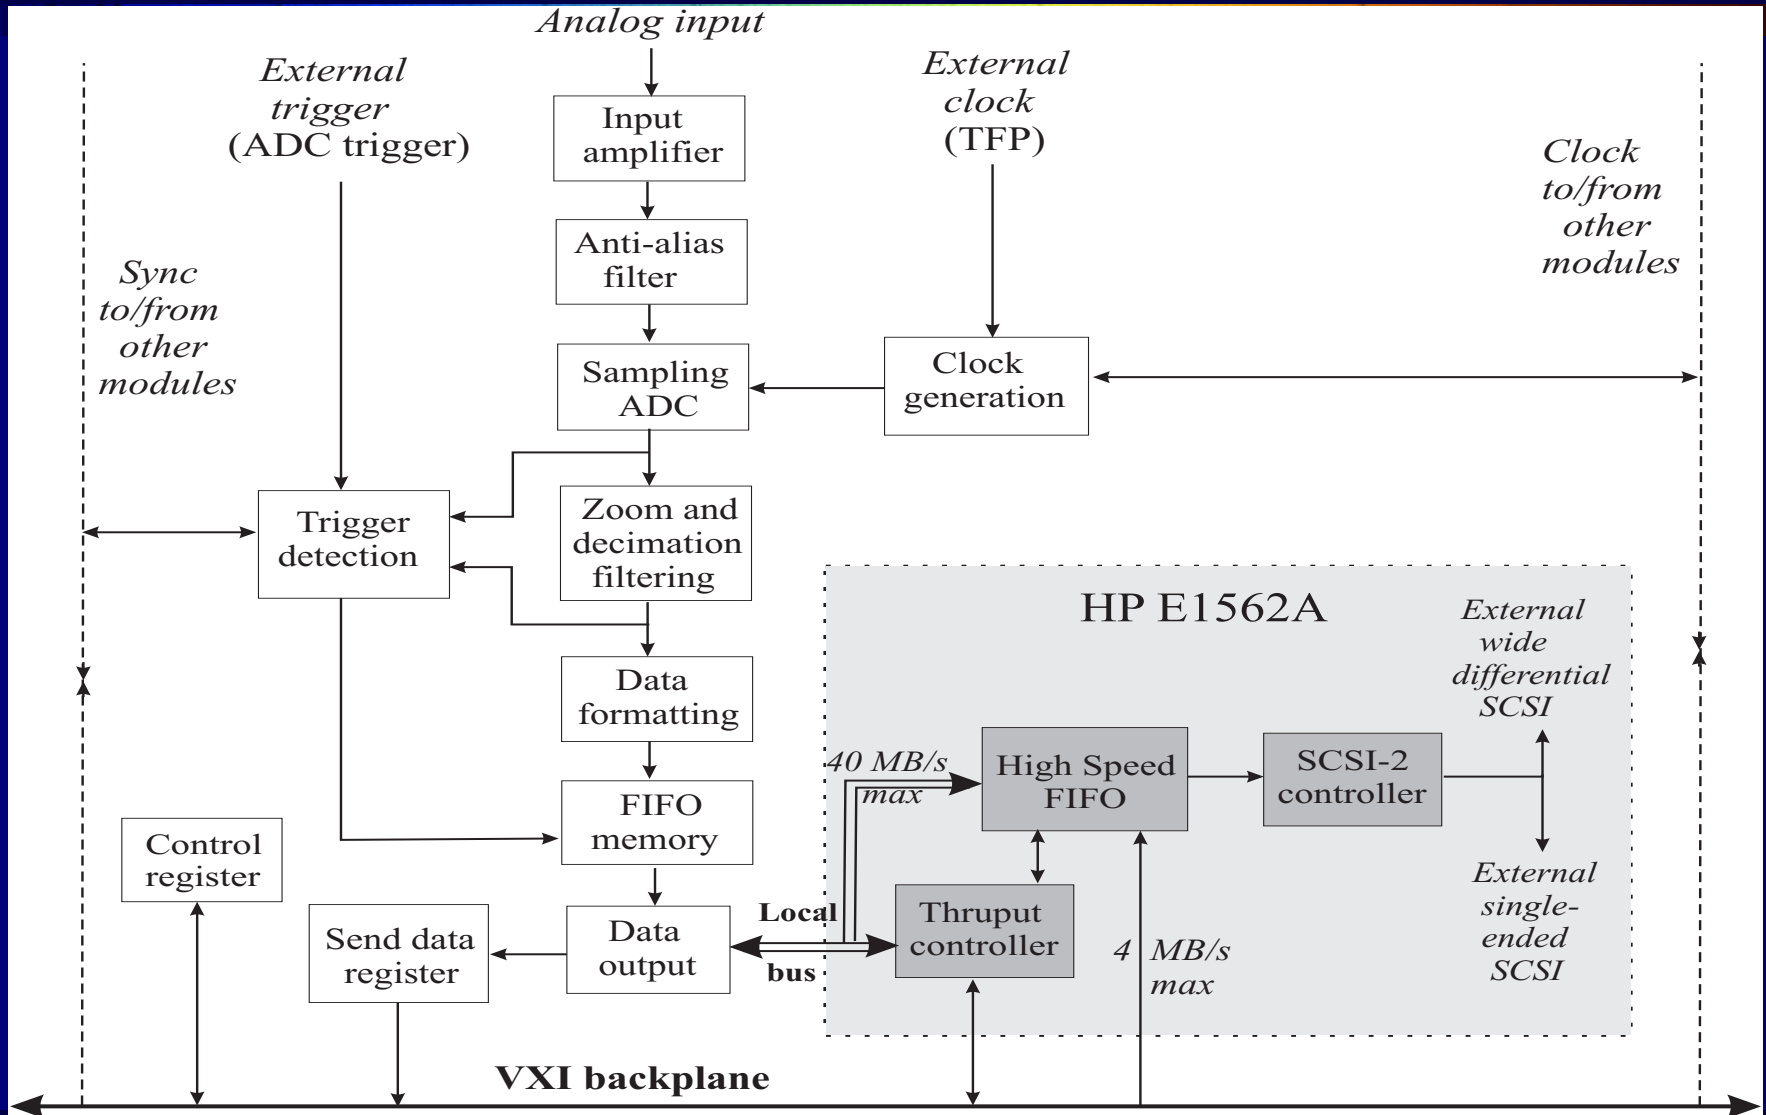 Analog input
External
trigger
(ADC trigger)
External
clock
(TFP)
Input
amplifier
Clock
to/from
other
modules
Anti-alias
filter
Sync
to/from
other
modules
Sampling
ADC
Clock
generation
Trigger
detection
Zoom and
decimation
filtering
HP E1562A
External
wide
differential
SCSI
Data
formatting
40 MB/s
max
High Speed
FIFO
SCSI-2
controller
FIFO
memory
Control
register
External
single-
ended
SCSI
Send data
register
Data
output
Local
bus
Thruput
controller
4 MB/s
max
VXI backplane